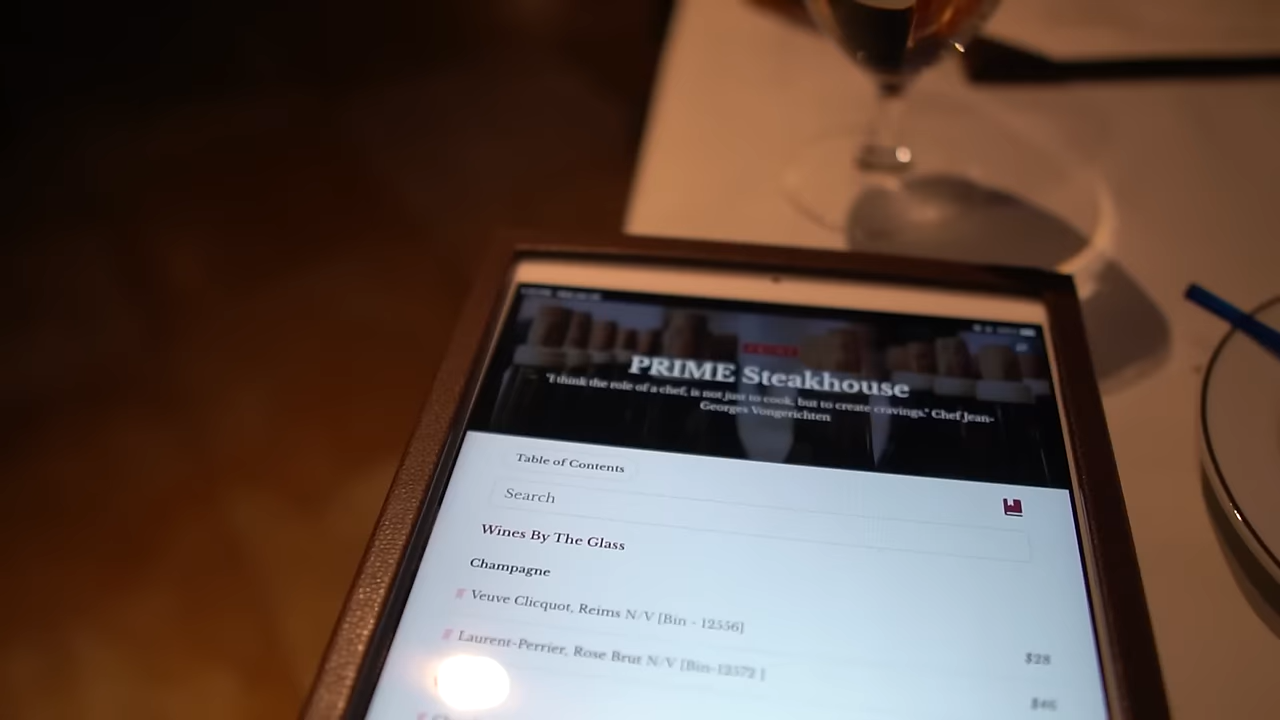 PRIME
PRIME Steakhouse
"I think the role of a chef, is not just to cook, but to create cravings." Chef Jean-
Georges Vongerichten
Table of Contents
Search
Wines By The Glass
Champagne
Veuve Clicquot, Reims N/V [Bin - 12556]
$28
Laurent-Perrier, Rose Brut N/V [Bin-12572 ]
$46